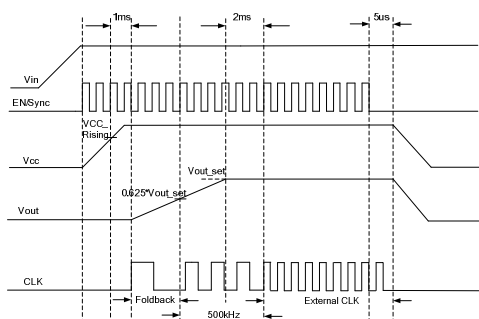 1ms
2ms
5us
Vin
EN/Sync
VCC_
Rising
Vcc
Vout_set
0.625*Vout_set
Vout
CLK
Foldback
External CLK
500kHz